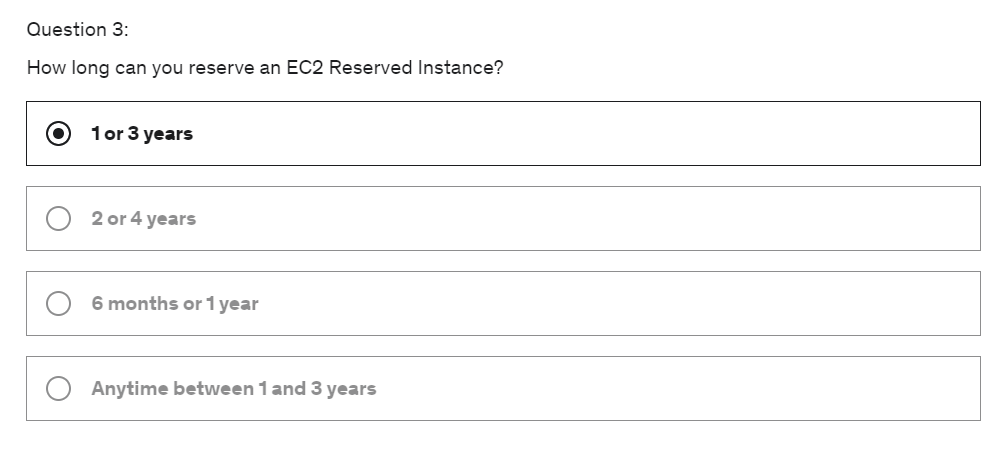 Question 3:
How long can you reserve an EC2 Reserved Instance?
1 or 3 years
2 or 4 years
6 months or 1 year
Anytime between 1 and 3 years